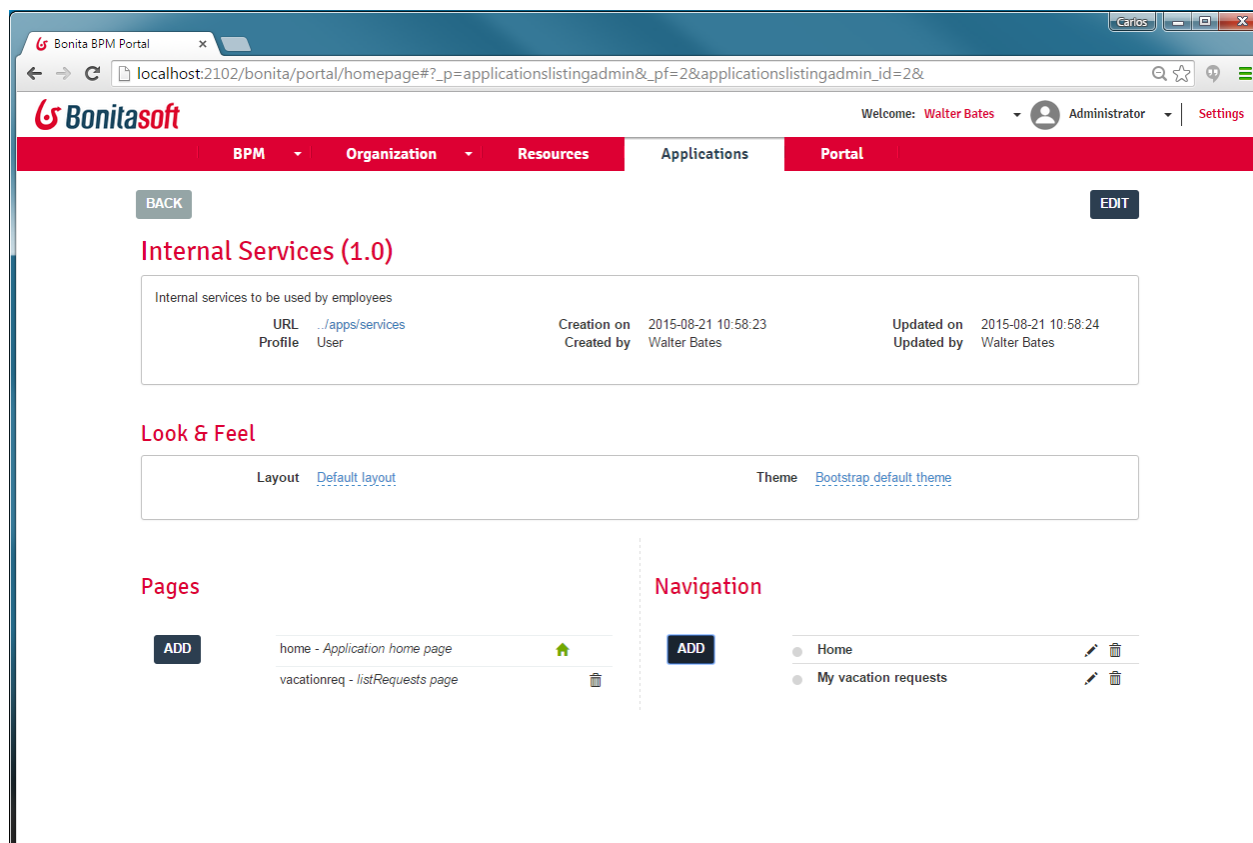 Carlos
Bonita BPM Portal
localhost:2102/bonita/portal/homepage#?_p=applicationslistingadmin&_pf=2&applicationslistingadmin_id=2&
Bonitasoft
Welcome: Walter Bates Administrator Settings
BPM Organization Resources Applications Portal
BACK EDIT
Internal Services (1.0)
Internal services to be used by employees
URL ../apps/services Creation on 2015-08-21 10:58:23 Updated on 2015-08-21 10:58:24
Profile User Created by Walter Bates Updated by Walter Bates
Look & Feel
Layout Default layout Theme Bootstrap default theme
Pages Navigation
ADD home - Application home page ADD Home
vacationreq - listRequests page My vacation requests